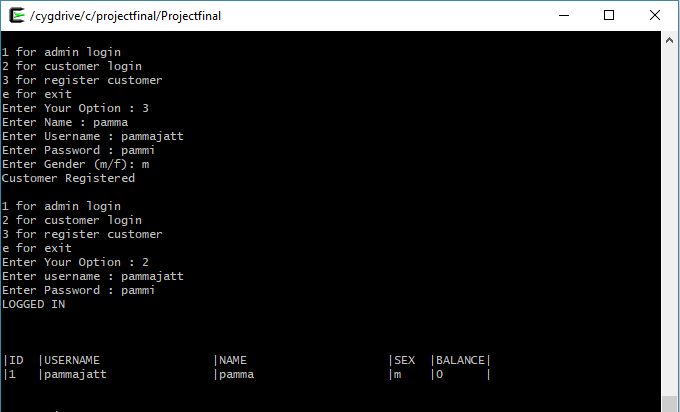 /cygdrive/c/projectfinal/Projectfinal
1 for admin login
2 for customer login
3 for register customer
e for exit
Enter Your Option : 3
Enter Name : pamma
Enter Username : pammajatt
Enter Password : pammi
Enter Gender (m/f): m
Customer Registered
1 for admin login
2 for customer login
3 for register customer
e for exit
Enter Your Option : 2
Enter username : pammajatt
Enter Password : pammi
LOGGED IN
|ID |USERNAME |NAME |SEX |BALANCE|
|1 |pammajatt |pamma |m |0 |